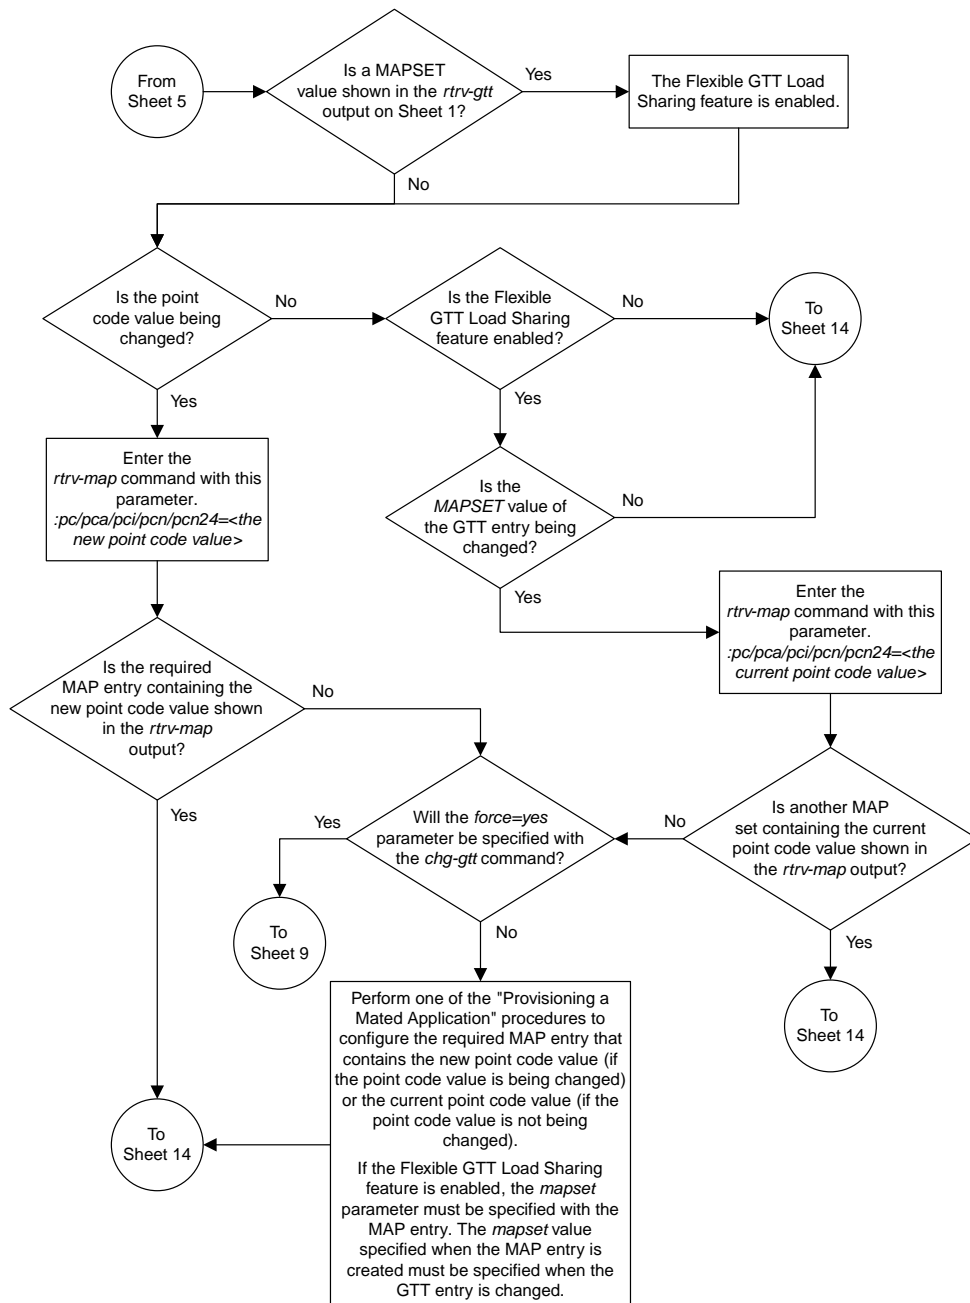 From
Sheet 5
Is a MAPSET
value shown in the rtrv-gtt
output on Sheet 1?
Yes
The Flexible GTT Load
Sharing feature is enabled.
No
Is the point
code value being
changed?
No
Is the Flexible
GTT Load Sharing
feature enabled?
No
To
Sheet 14
Yes
Yes
Enter the
rtrv-map command with this
parameter.
:pc/pca/pci/pcn/pcn24=<the
new point code value>
Is the
MAPSET value of
the GTT entry being
changed?
No
Yes
Enter the
rtrv-map command with this
parameter.
:pc/pca/pci/pcn/pcn24=<the
current point code value>
Is the required
MAP entry containing the
new point code value shown
in the rtrv-map
output?
No
Yes
Will the force=yes
parameter be specified with
the chg-gtt command?
Yes
No
Is another MAP
set containing the current
point code value shown in
the rtrv-map output?
No
Yes
To
Sheet 9
To
Sheet 14
Perform one of the "Provisioning a
Mated Application" procedures to
configure the required MAP entry that
contains the new point code value (if
the point code value is being changed)
or the current point code value (if the
point code value is not being
changed).
If the Flexible GTT Load Sharing
feature is enabled, the mapset
parameter must be specified with the
MAP entry. The mapset value
specified when the MAP entry is
created must be specified when the
GTT entry is changed.
To
Sheet 14